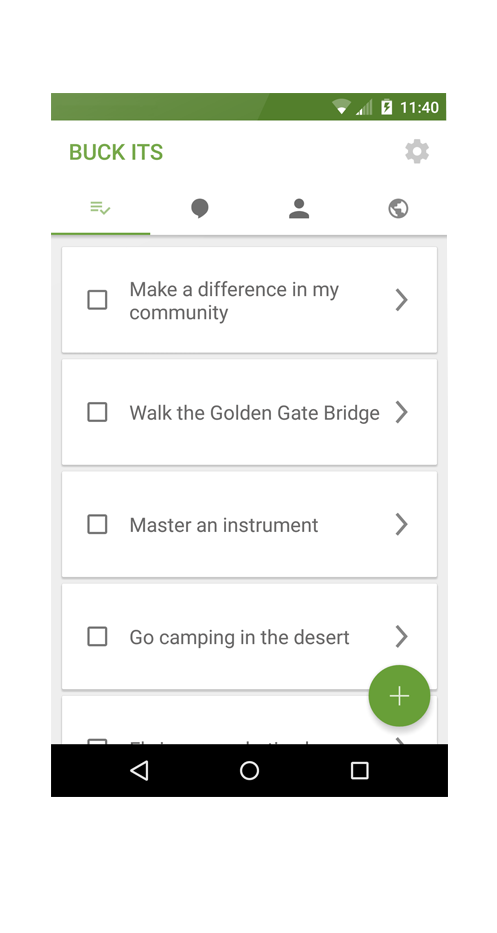 11:40
BUCK ITS
Make a difference in my
community
Walk the Golden Gate Bridge
Master an instrument
Go camping in the desert